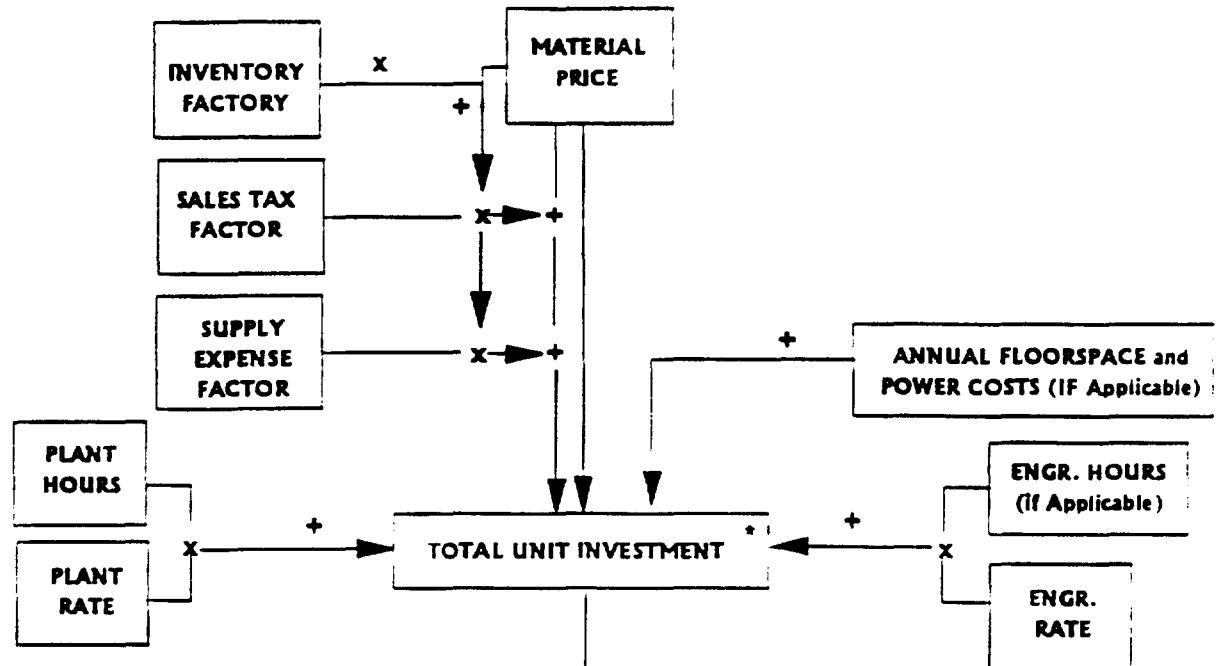 MATERIAL
PRICE
INVENTORY
FACTORY
x
+
SALES TAX
FACTOR
x
+
SUPPLY
EXPENSE
FACTOR
x
+
+
ANNUAL FLOORSPACE and
POWER COSTS (IF Applicable)
PLANT
HOURS
ENGR. HOURS
(if Applicable)
x
+
TOTAL UNIT INVESTMENT *
+
x
PLANT
RATE
ENGR.
RATE